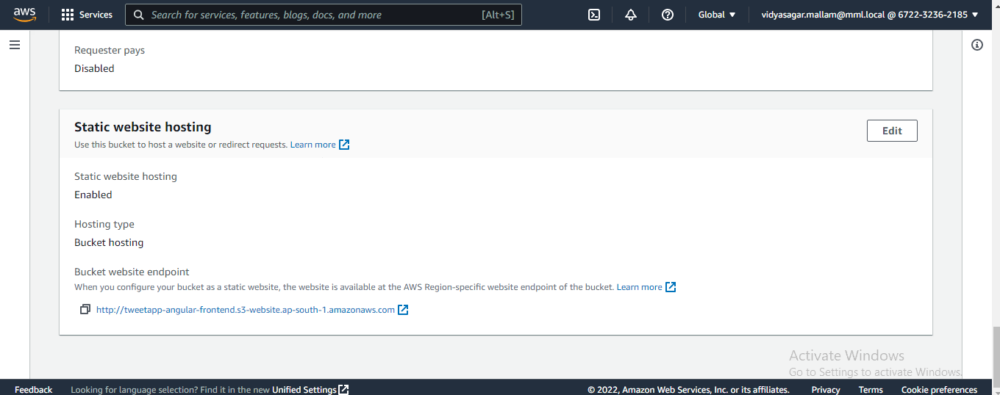 aws Services Search for services, features, blogs, docs, and more [Alt+S] Global ▼ vidyasagar.mallam@mml.local @ 6722-3236-2185 ▼
Requester pays
Disabled
Static website hosting
Edit
Use this bucket to host a website or redirect requests. Learn more
Static website hosting
Enabled
Hosting type
Bucket hosting
Bucket website endpoint
When you configure your bucket as a static website, the website is available at the AWS Region-specific website endpoint of the bucket. Learn more
http://tweetapp-angular-frontend.s3-website.ap-south-1.amazonaws.com
Activate Windows
Go to Settings to activate Windows.
Feedback Looking for language selection? Find it in the new Unified Settings © 2022, Amazon Web Services, Inc. or its affiliates. Privacy Terms Cookie preferences